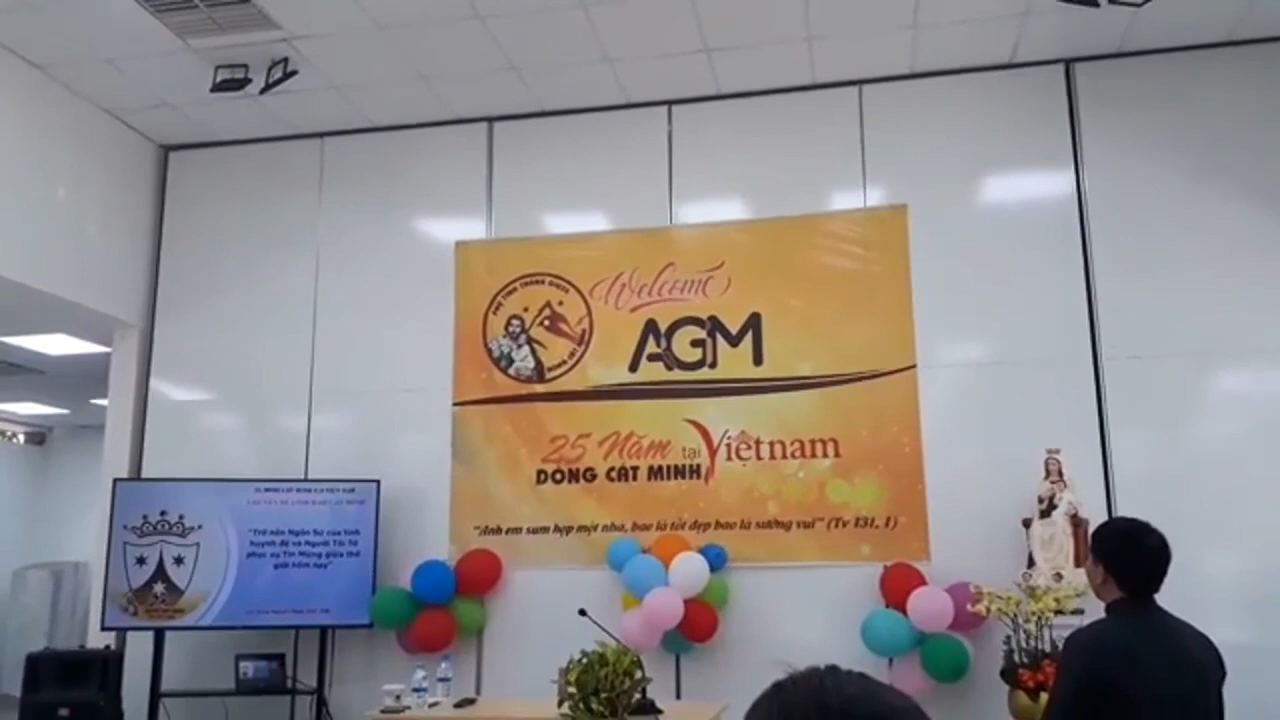 Welcome
AGM
25 Năm tại Việtnam
DÒNG CÁT MINH
"Anh em sum họp một nhà, bao là tốt đẹp bao là sướng vui" (Tv 131, 1)
"Trở nên Ngôn Sứ của tình
huynh đệ và Người Tôi Tớ
phục vụ Tin Mừng giữa thế
giới hôm nay"